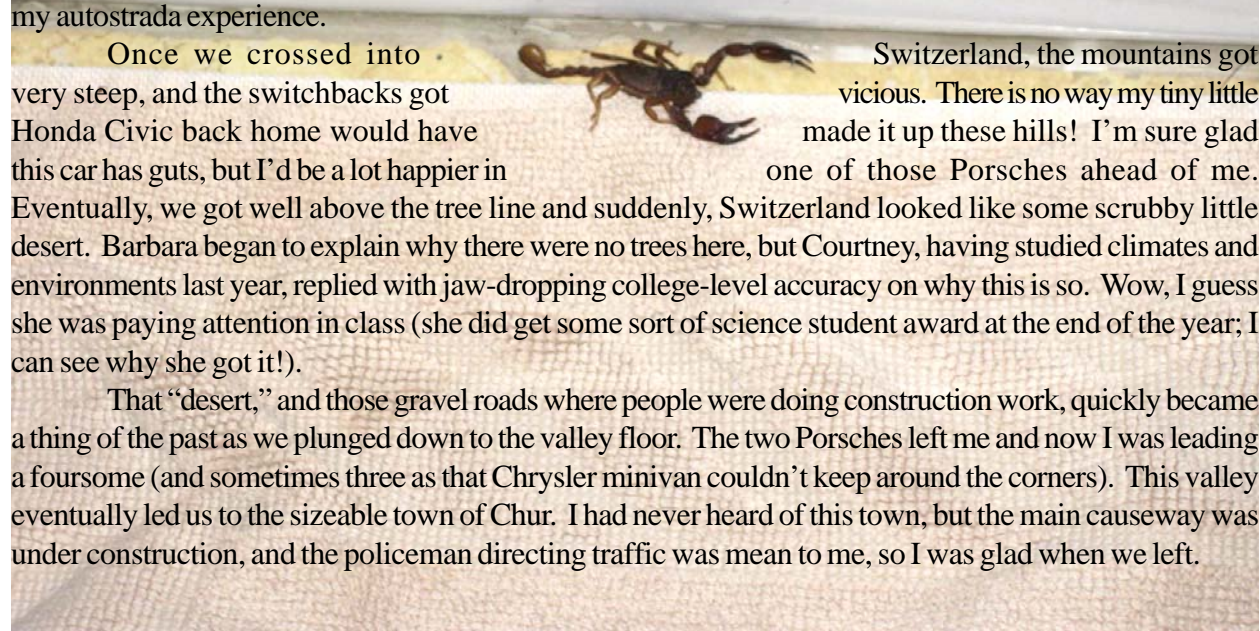 my autostrada experience.
Once we crossed into Switzerland, the mountains got
very steep, and the switchbacks got vicious. There is no way my tiny little
Honda Civic back home would have made it up these hills! I'm sure glad
this car has guts, but I'd be a lot happier in one of those Porsches ahead of me.
Eventually, we got well above the tree line and suddenly, Switzerland looked like some scrubby little
desert. Barbara began to explain why there were no trees here, but Courtney, having studied climates and
environments last year, replied with jaw-dropping college-level accuracy on why this is so. Wow, I guess
she was paying attention in class (she did get some sort of science student award at the end of the year; I
can see why she got it!).
That “desert,” and those gravel roads where people were doing construction work, quickly became
a thing of the past as we plunged down to the valley floor. The two Porsches left me and now I was leading
a foursome (and sometimes three as that Chrysler minivan couldn't keep around the corners). This valley
eventually led us to the sizeable town of Chur. I had never heard of this town, but the main causeway was
under construction, and the policeman directing traffic was mean to me, so I was glad when we left.